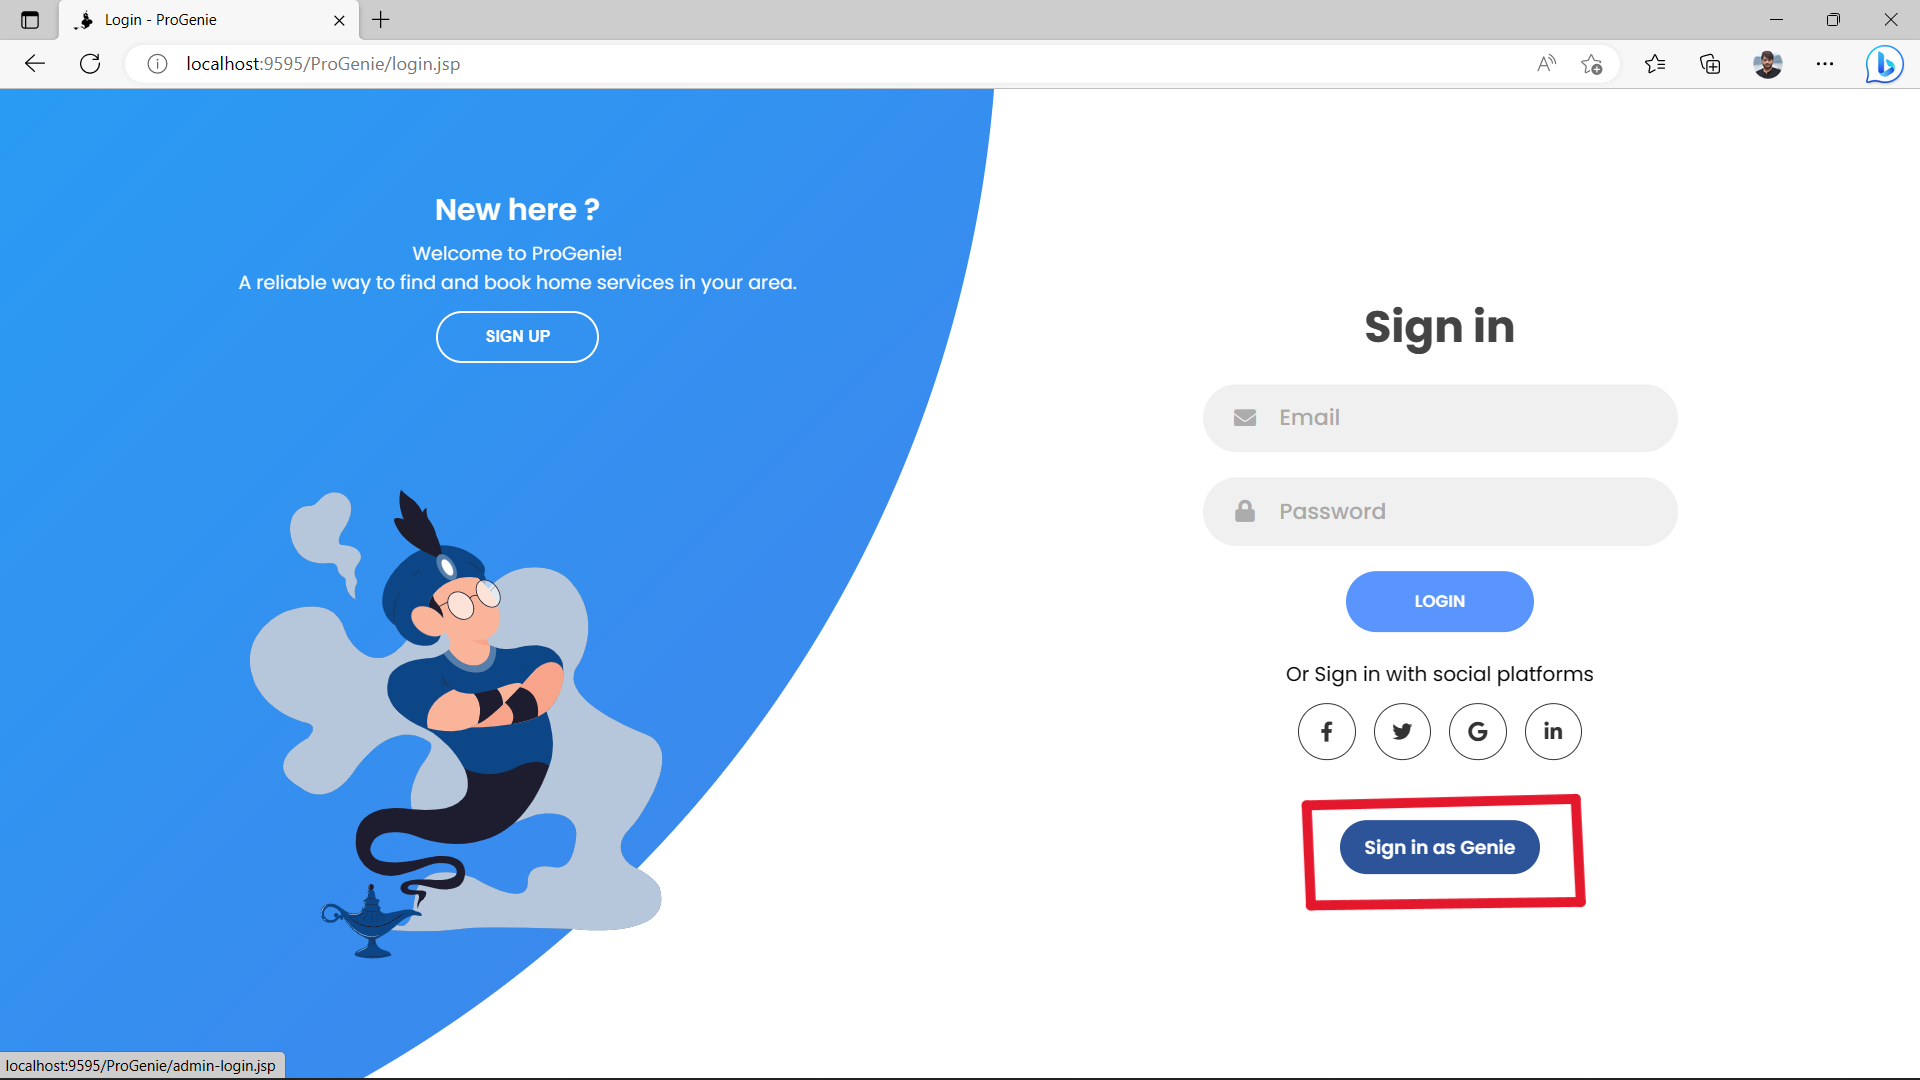 Login - ProGenie
localhost:9595/ProGenie/login.jsp
New here ?
Welcome to ProGenie!
A reliable way to find and book home services in your area.
SIGN UP
Sign in
Email
Password
LOGIN
Or Sign in with social platforms
Sign in as Genie
localhost:9595/ProGenie/admin-login.jsp